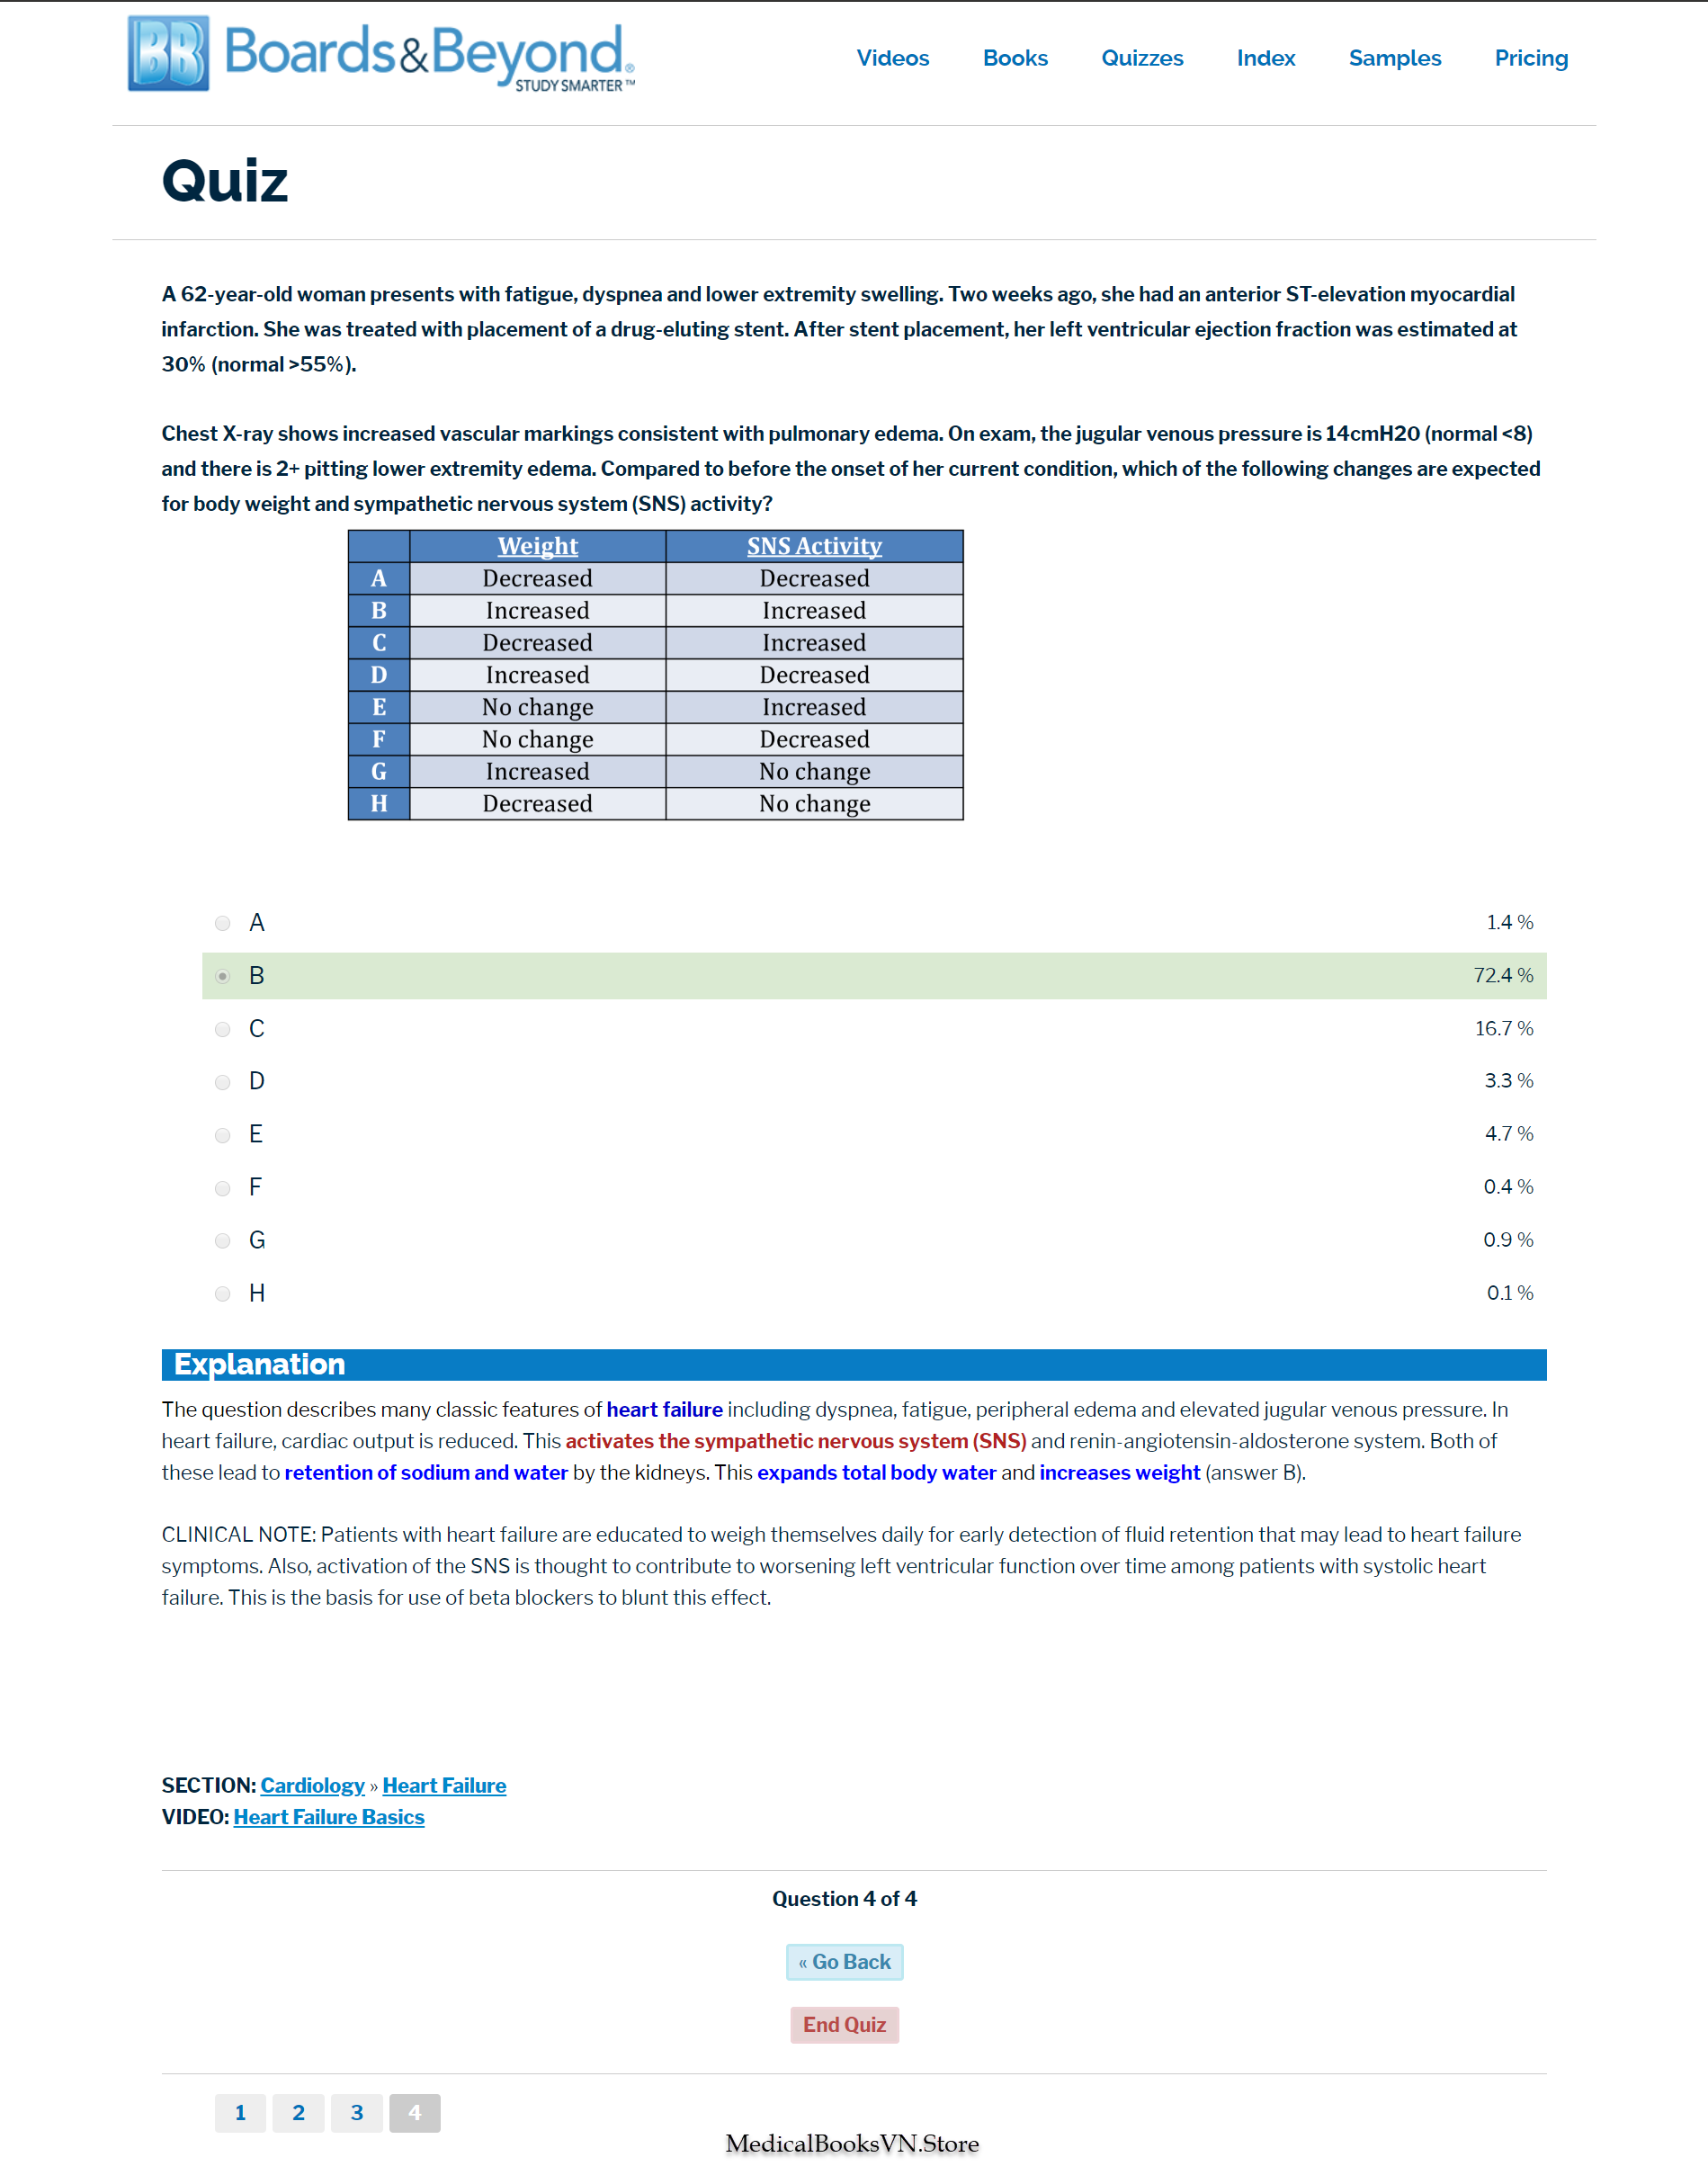 BB Boards&Beyond®
STUDY SMARTER™
Videos Books Quizzes Index Samples Pricing
Quiz
A 62-year-old woman presents with fatigue, dyspnea and lower extremity swelling. Two weeks ago, she had an anterior ST-elevation myocardial
infarction. She was treated with placement of a drug-eluting stent. After stent placement, her left ventricular ejection fraction was estimated at
30% (normal >55%).
Chest X-ray shows increased vascular markings consistent with pulmonary edema. On exam, the jugular venous pressure is 14cmH20 (normal <8)
and there is 2+ pitting lower extremity edema. Compared to before the onset of her current condition, which of the following changes are expected
for body weight and sympathetic nervous system (SNS) activity?
Weight SNS Activity
A Decreased Decreased
B Increased Increased
C Decreased Increased
D Increased Decreased
E No change Increased
F No change Decreased
G Increased No change
H Decreased No change
A 1.4 %
B 72.4 %
C 16.7 %
D 3.3 %
E 4.7 %
F 0.4 %
G 0.9 %
H 0.1 %
Explanation
The question describes many classic features of heart failure including dyspnea, fatigue, peripheral edema and elevated jugular venous pressure. In
heart failure, cardiac output is reduced. This activates the sympathetic nervous system (SNS) and renin-angiotensin-aldosterone system. Both of
these lead to retention of sodium and water by the kidneys. This expands total body water and increases weight (answer B).
CLINICAL NOTE: Patients with heart failure are educated to weigh themselves daily for early detection of fluid retention that may lead to heart failure
symptoms. Also, activation of the SNS is thought to contribute to worsening left ventricular function over time among patients with systolic heart
failure. This is the basis for use of beta blockers to blunt this effect.
SECTION: Cardiology » Heart Failure
VIDEO: Heart Failure Basics
Question 4 of 4
« Go Back
End Quiz
1 2 3 4
MedicalBooksVN.Store